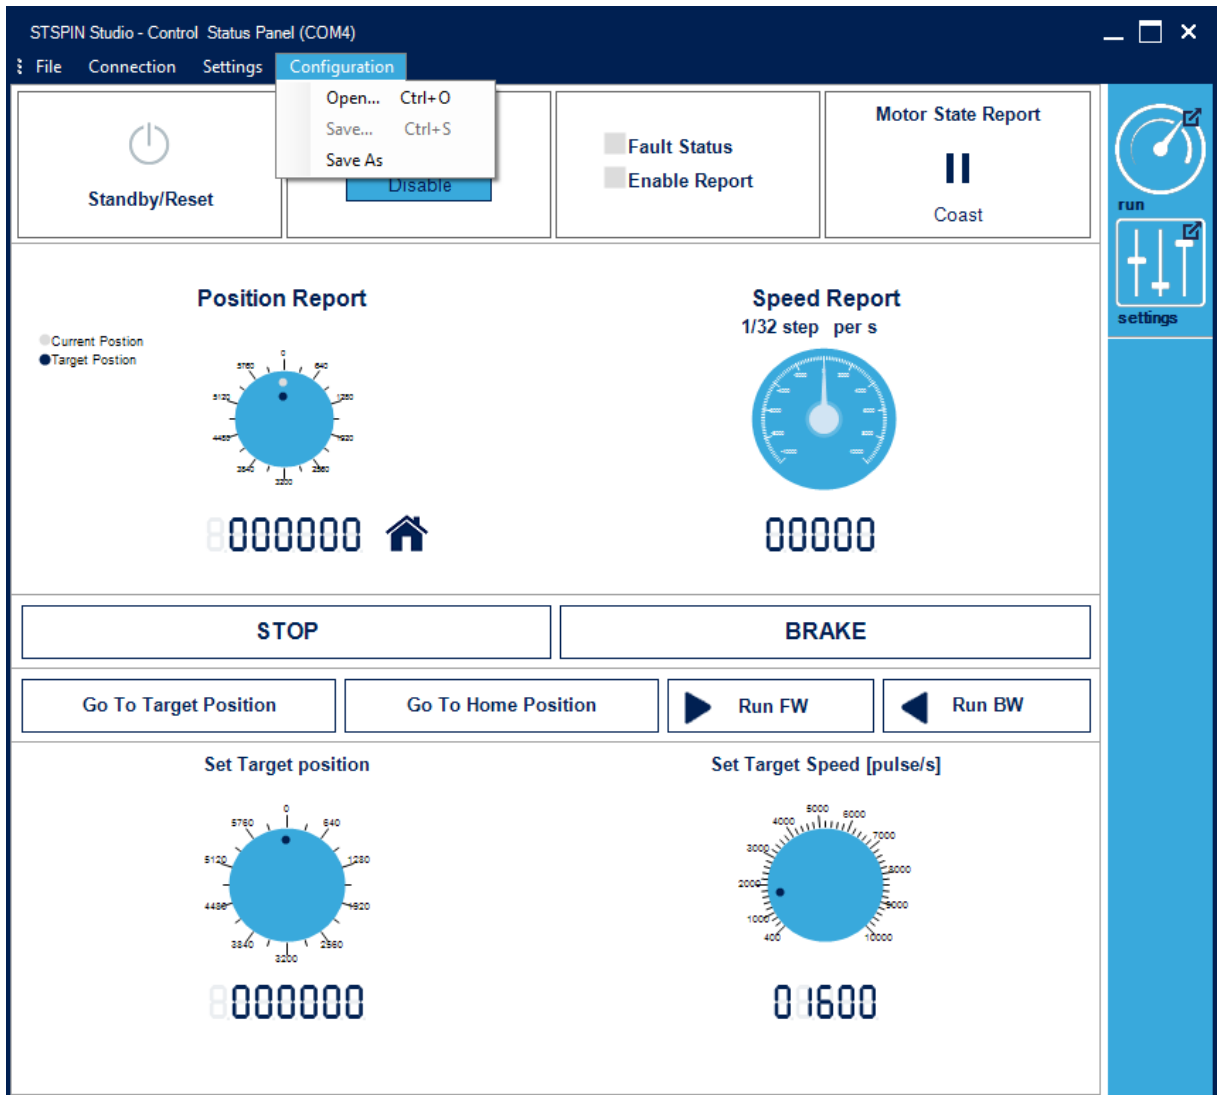 STSPIN Studio - Control Status Panel (COM4)
File Connection Settings Configuration
Open... Ctrl+O
Save... Ctrl+S
Save As
Standby/Reset
Disable
Fault Status
Enable Report
Motor State Report
Coast
run
settings
Position Report
Current Postion
Target Postion
0
640
1280
1920
2560
3200
3840
4480
5120
5760
000000
Speed Report
1/32 step per s
00000
STOP
BRAKE
Go To Target Position
Go To Home Position
Run FW
Run BW
Set Target position
0
640
1280
1920
2560
3200
3840
4480
5120
5760
000000
Set Target Speed [pulse/s]
400
1000
2000
3000
4000
5000
6000
7000
8000
9000
10000
01600